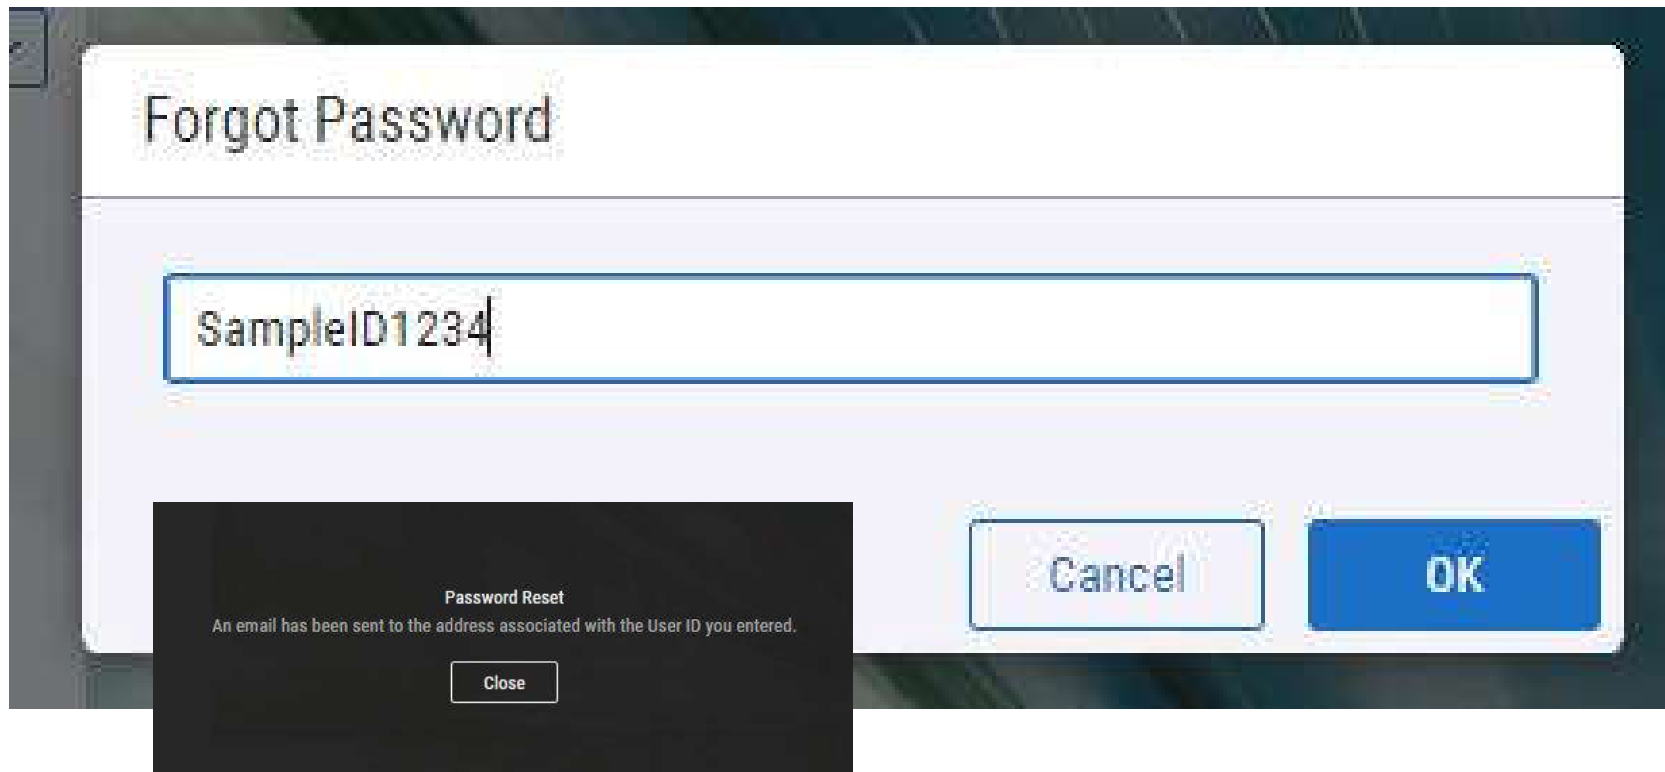 Forgot Password
SampleID1234
Cancel
OK
Password Reset
An email has been sent to the address associated with the User ID you entered.
Close